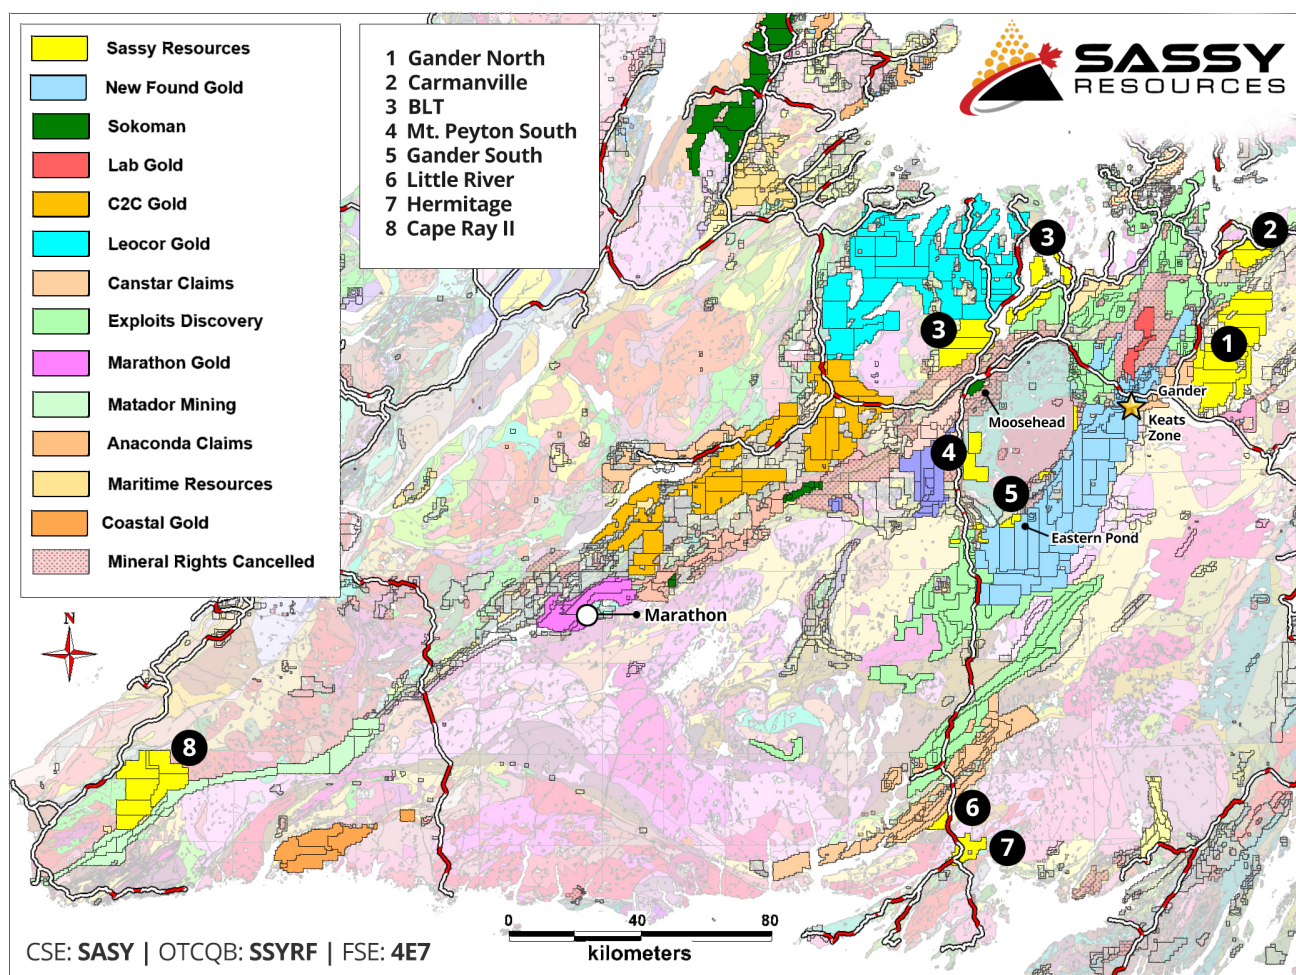 Sassy Resources
New Found Gold
Sokoman
Lab Gold
C2C Gold
Leocor Gold
Canstar Claims
Exploits Discovery
Marathon Gold
Matador Mining
Anaconda Claims
Maritime Resources
Coastal Gold
Mineral Rights Cancelled
1 Gander North
2 Carmanville
3 BLT
4 Mt. Peyton South
5 Gander South
6 Little River
7 Hermitage
8 Cape Ray II
SASSY
RESOURCES
3
2
3
1
Gander
Keats
Zone
Moosehead
4
5
Eastern Pond
Marathon
N
8
6
7
0 40 80
kilometers
CSE: SASY | OTCQB: SSYRF | FSE: 4E7